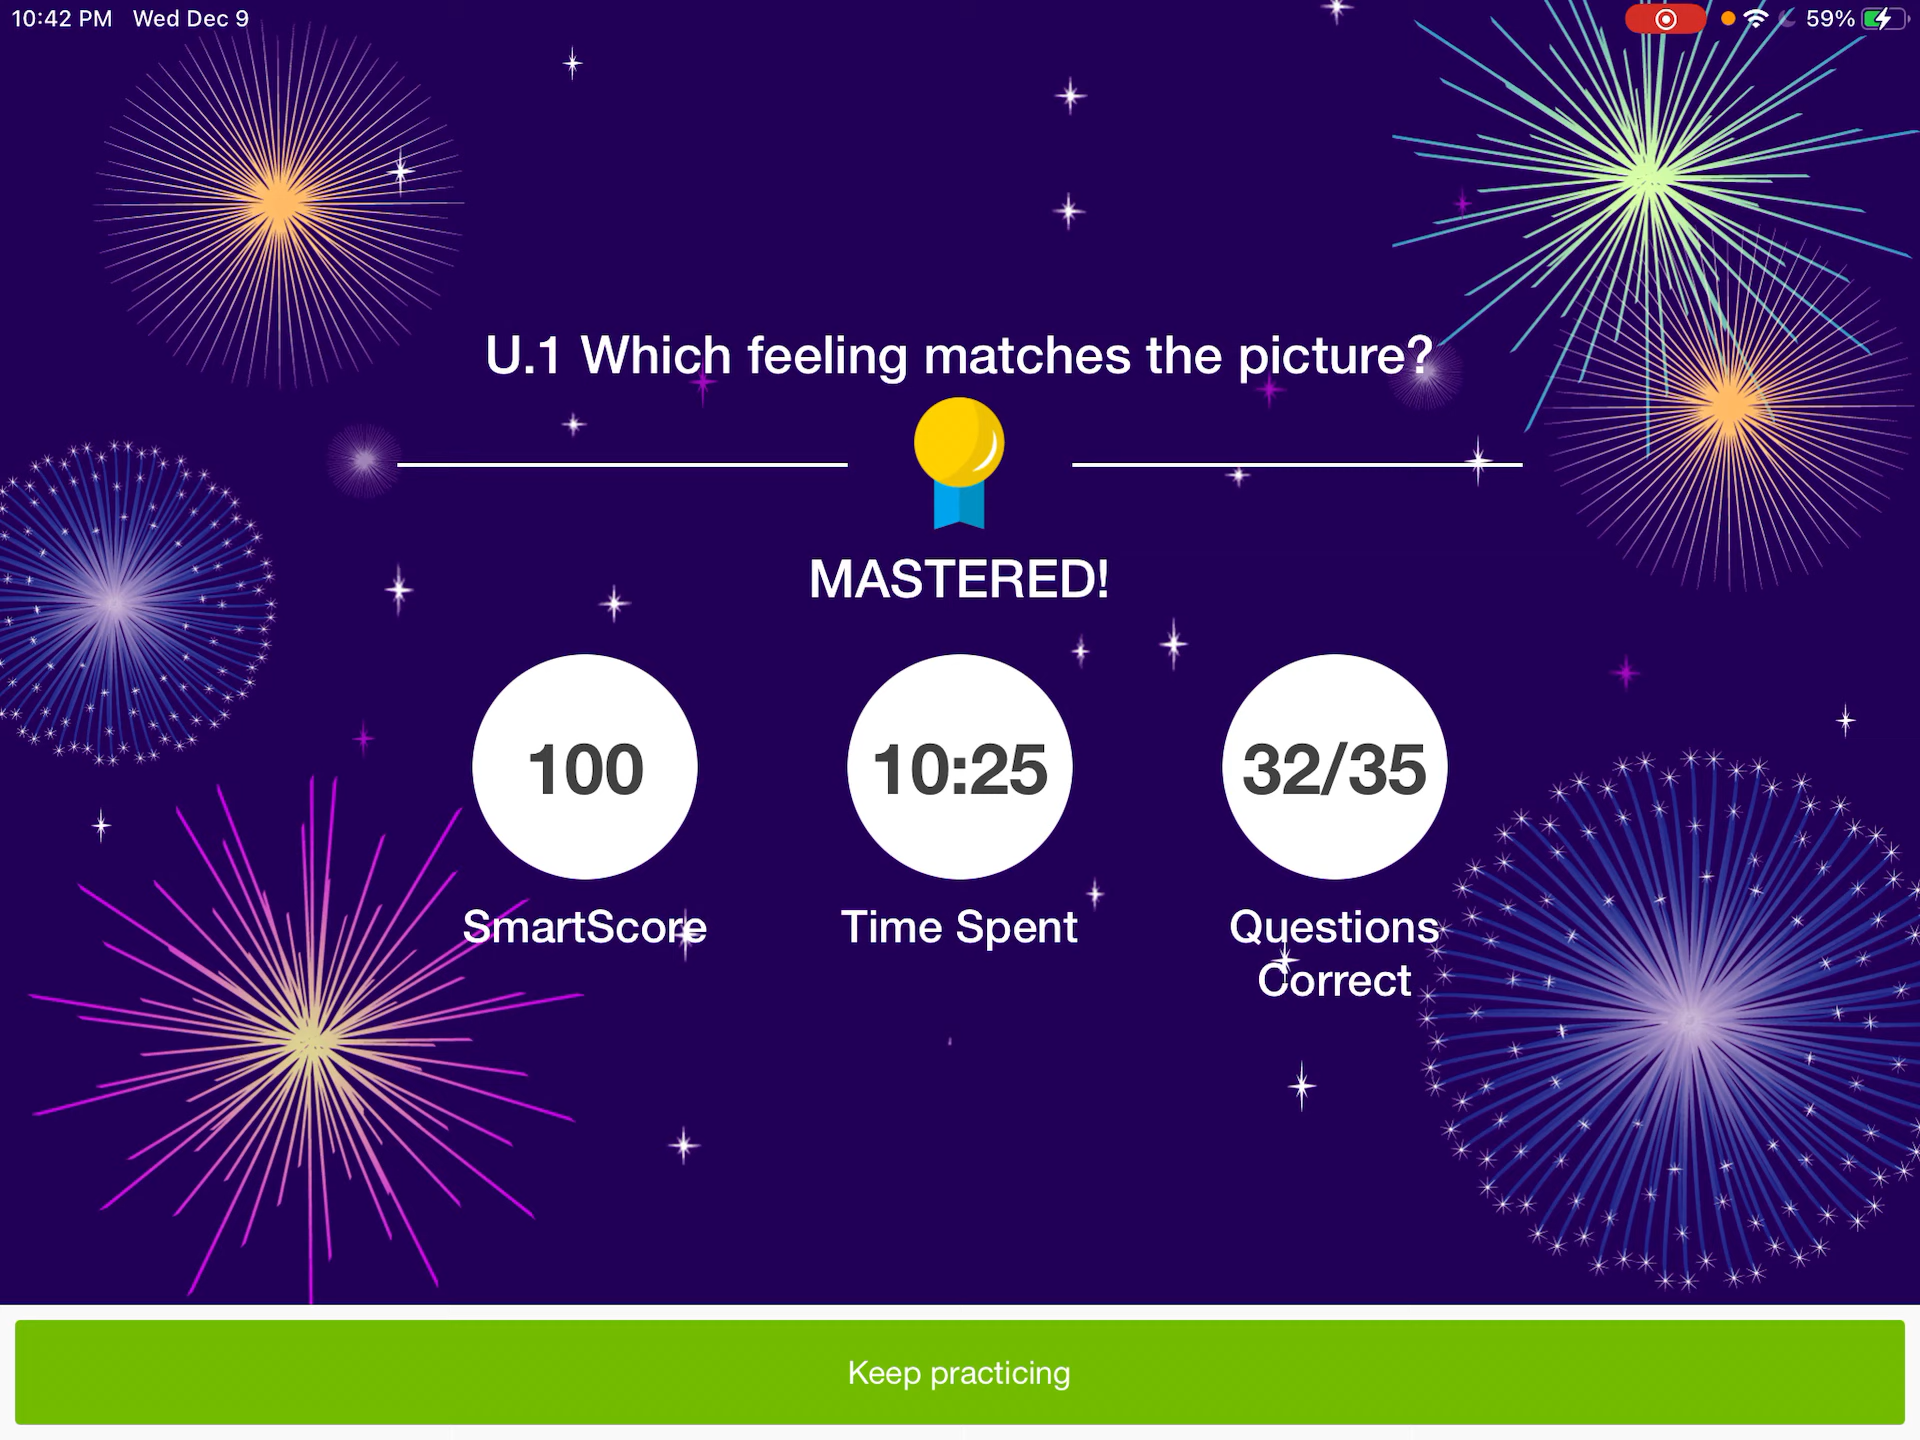 10:42 PM Wed Dec 9
59%
U.1 Which feeling matches the picture?
MASTERED!
100
10:25
32/35
SmartScore
Time Spent
Questions
Correct
Keep practicing